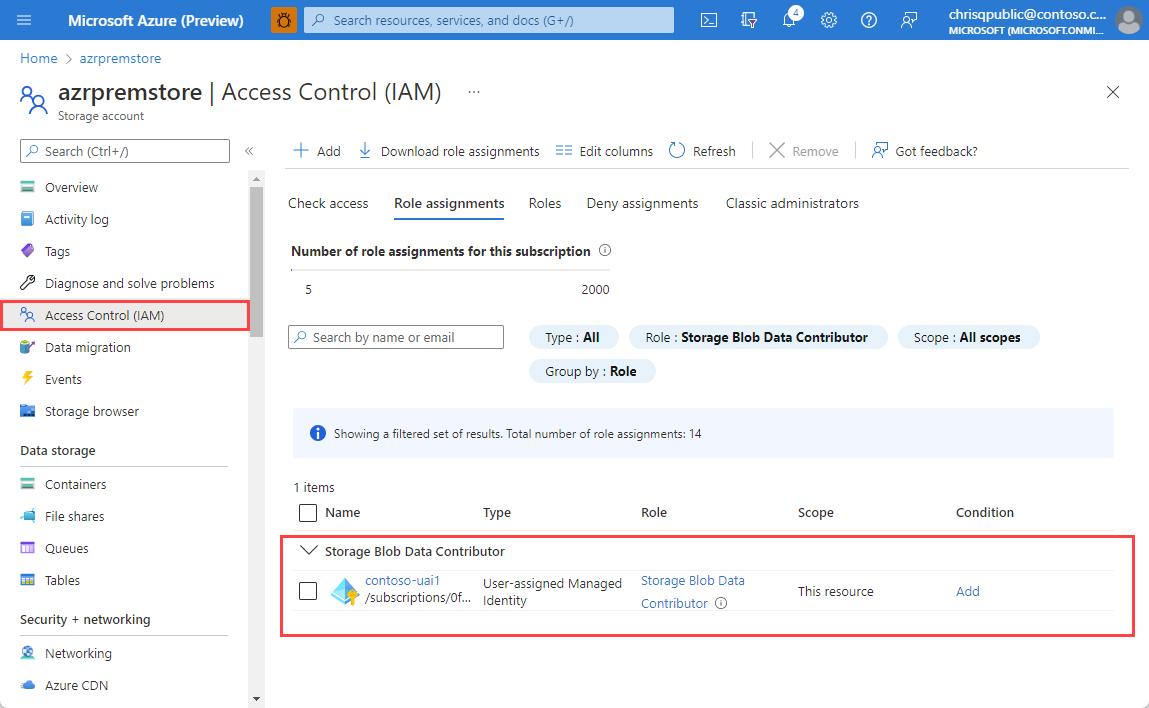 Microsoft Azure (Preview)
Search resources, services, and docs (G+/)
4
chrisqpublic@contoso.c...
MICROSOFT (MICROSOFT.ONMI...
Home > azrpremstore
azrpremstore | Access Control (IAM) ...
Storage account
Search (Ctrl+/)
«
Overview
Activity log
Tags
Diagnose and solve problems
Access Control (IAM)
Data migration
Events
Storage browser
Data storage
Containers
File shares
Queues
Tables
Security + networking
Networking
Azure CDN
Add
Download role assignments
Edit columns
Refresh
Remove
Got feedback?
Check access
Role assignments
Roles
Deny assignments
Classic administrators
Number of role assignments for this subscription
5
2000
Search by name or email
Type : All
Role : Storage Blob Data Contributor
Scope : All scopes
Group by : Role
Showing a filtered set of results. Total number of role assignments: 14
1 items
Name
Type
Role
Scope
Condition
Storage Blob Data Contributor
contoso-uai1
/subscriptions/0f...
User-assigned Managed
Identity
Storage Blob Data
Contributor
This resource
Add